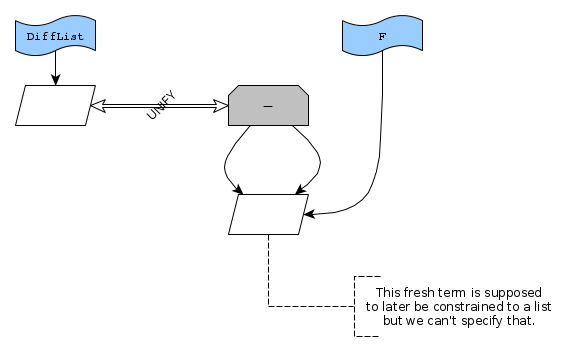 DiffList
F
UNIFY
–
This fresh term is supposed
to later be constrained to a list
but we can't specify that.